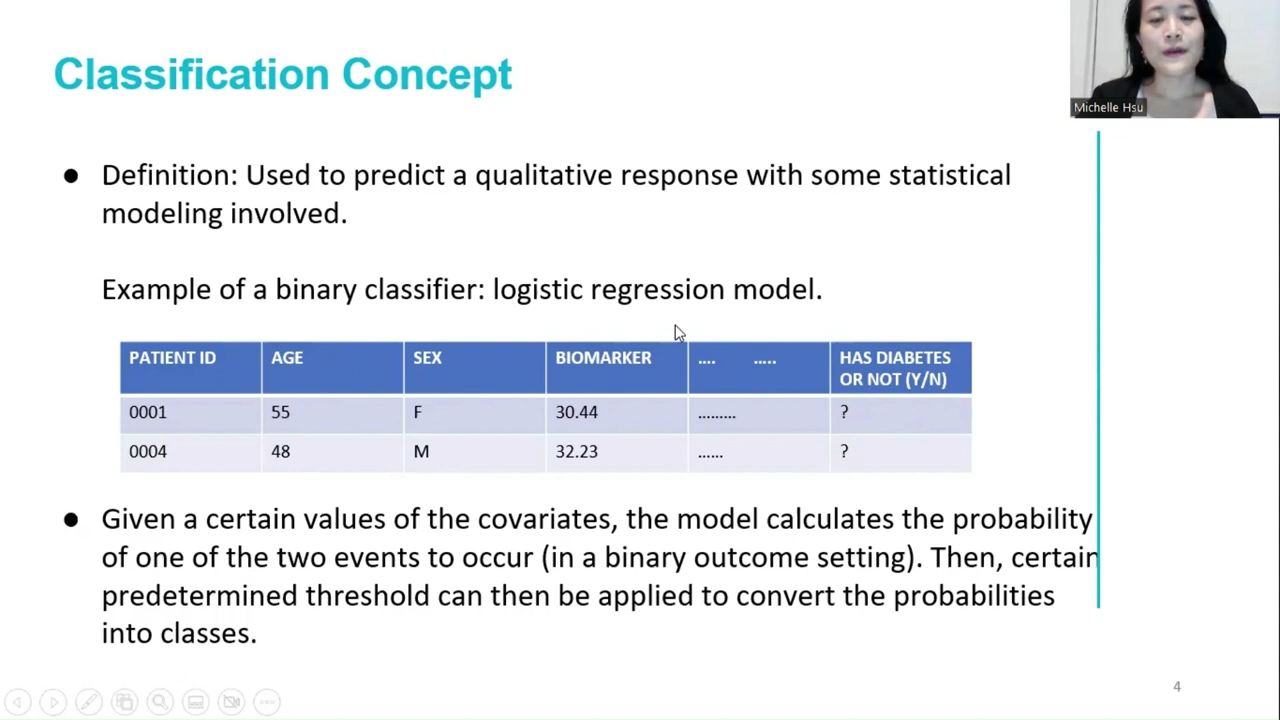 Classification Concept
Michelle Hsu
● Definition: Used to predict a qualitative response with some statistical
modeling involved.
Example of a binary classifier: logistic regression model.
PATIENT ID AGE SEX BIOMARKER .... ..... HAS DIABETES
OR NOT (Y/N)
0001 55 F 30.44 ......... ?
0004 48 M 32.23 ...... ?
● Given a certain values of the covariates, the model calculates the probability
of one of the two events to occur (in a binary outcome setting). Then, certain
predetermined threshold can then be applied to convert the probabilities
into classes.
4